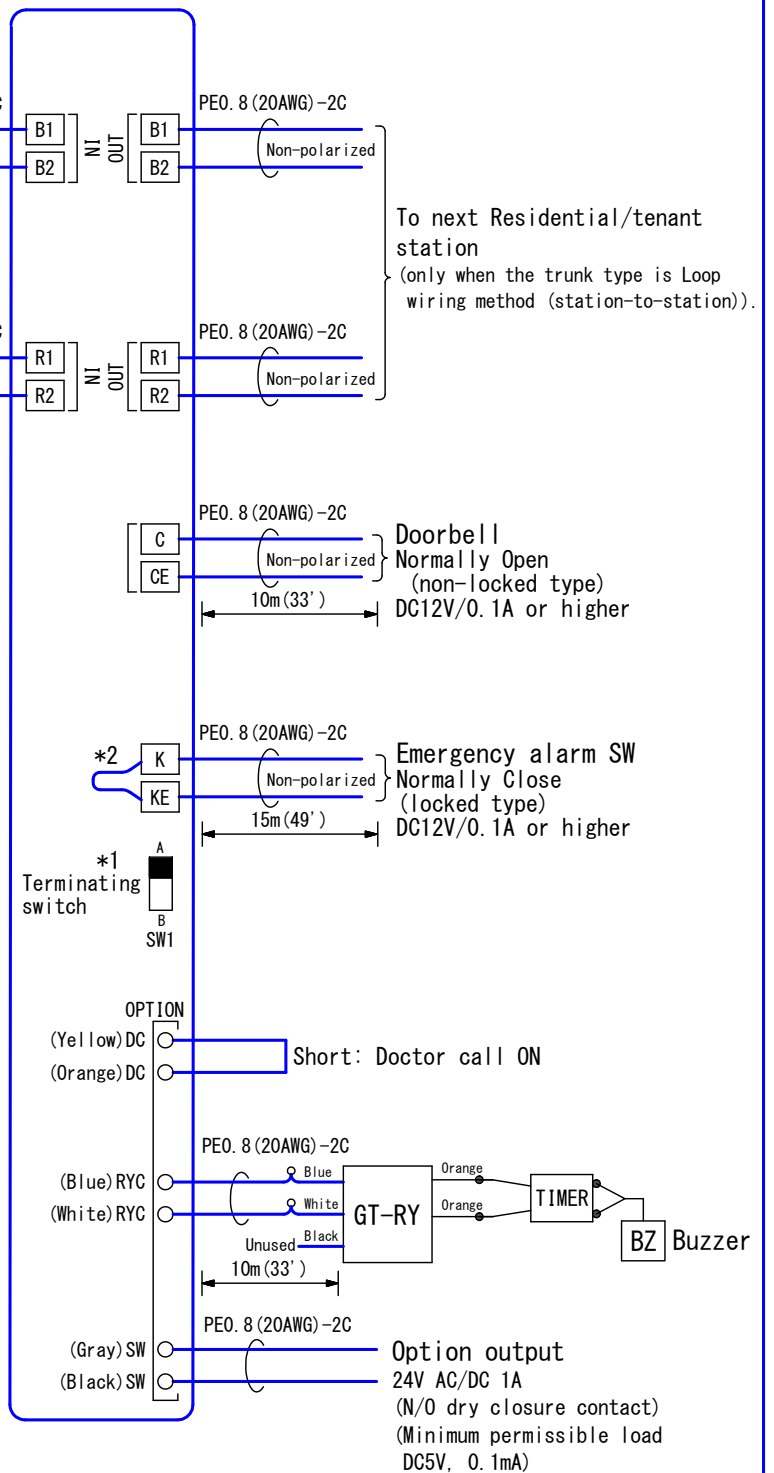 PE0.8(20AWG)-2C
B1
B2
IN
OUT
B1
B2
Non-polarized
To next Residential/tenant
station
(only when the trunk type is Loop
wiring method (station-to-station)).
PE0.8(20AWG)-2C
R1
R2
IN
OUT
R1
R2
Non-polarized
PE0.8(20AWG)-2C
C
CE
Non-polarized
10m(33')
Doorbell
Normally Open
(non-locked type)
DC12V/0.1A or higher
PE0.8(20AWG)-2C
*2
K
KE
Non-polarized
15m(49')
Emergency alarm SW
Normally Close
(locked type)
DC12V/0.1A or higher
*1
Terminating
switch
A
B
SW1
OPTION
(Yellow)DC
(Orange)DC
Short: Doctor call ON
PE0.8(20AWG)-2C
(Blue)RYC
(White)RYC
Blue
White
Unused
Black
10m(33')
GT-RY
Orange
Orange
TIMER
BZ
Buzzer
PE0.8(20AWG)-2C
(Gray)SW
(Black)SW
Option output
24V AC/DC 1A
(N/O dry closure contact)
(Minimum permissible load
DC5V, 0.1mA)